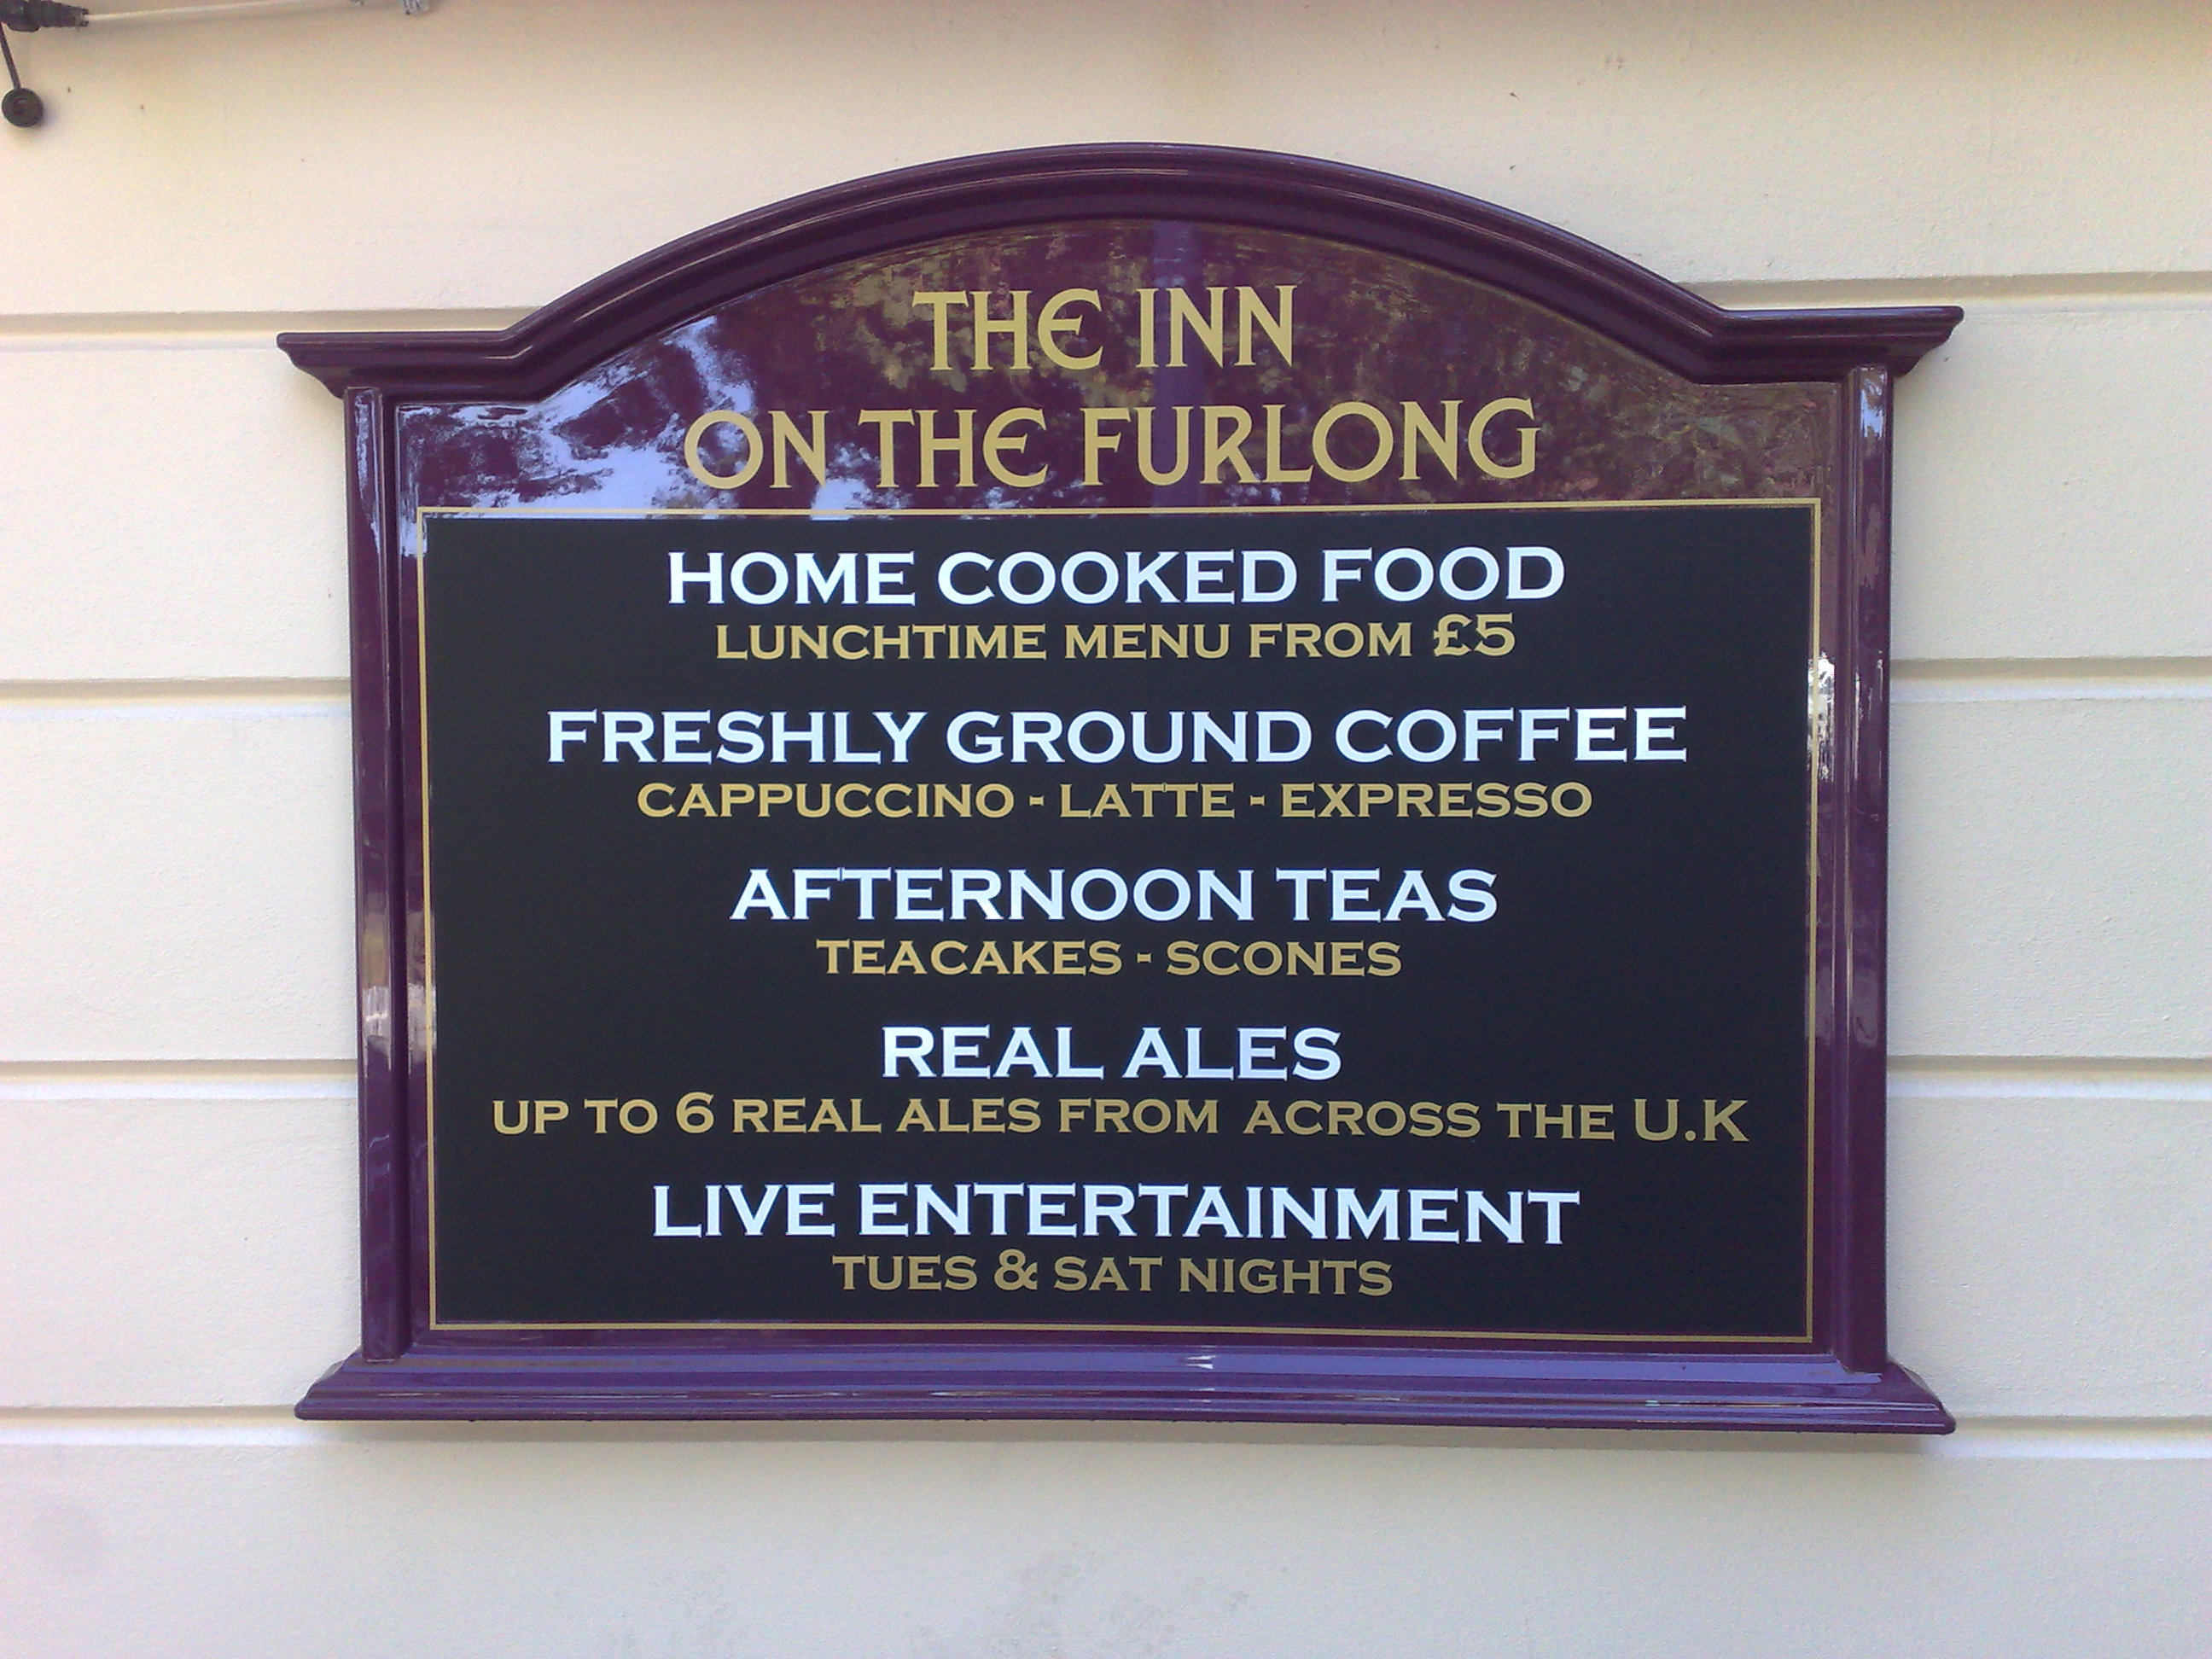 THE INN
ON THE FURLONG
HOME COOKED FOOD
LUNCHTIME MENU FROM £5
FRESHLY GROUND COFFEE
CAPPUCCINO - LATTE - EXPRESSO
AFTERNOON TEAS
TEACAKES - SCONES
REAL ALES
UP TO 6 REAL ALES FROM ACROSS THE U.K
LIVE ENTERTAINMENT
TUES & SAT NIGHTS